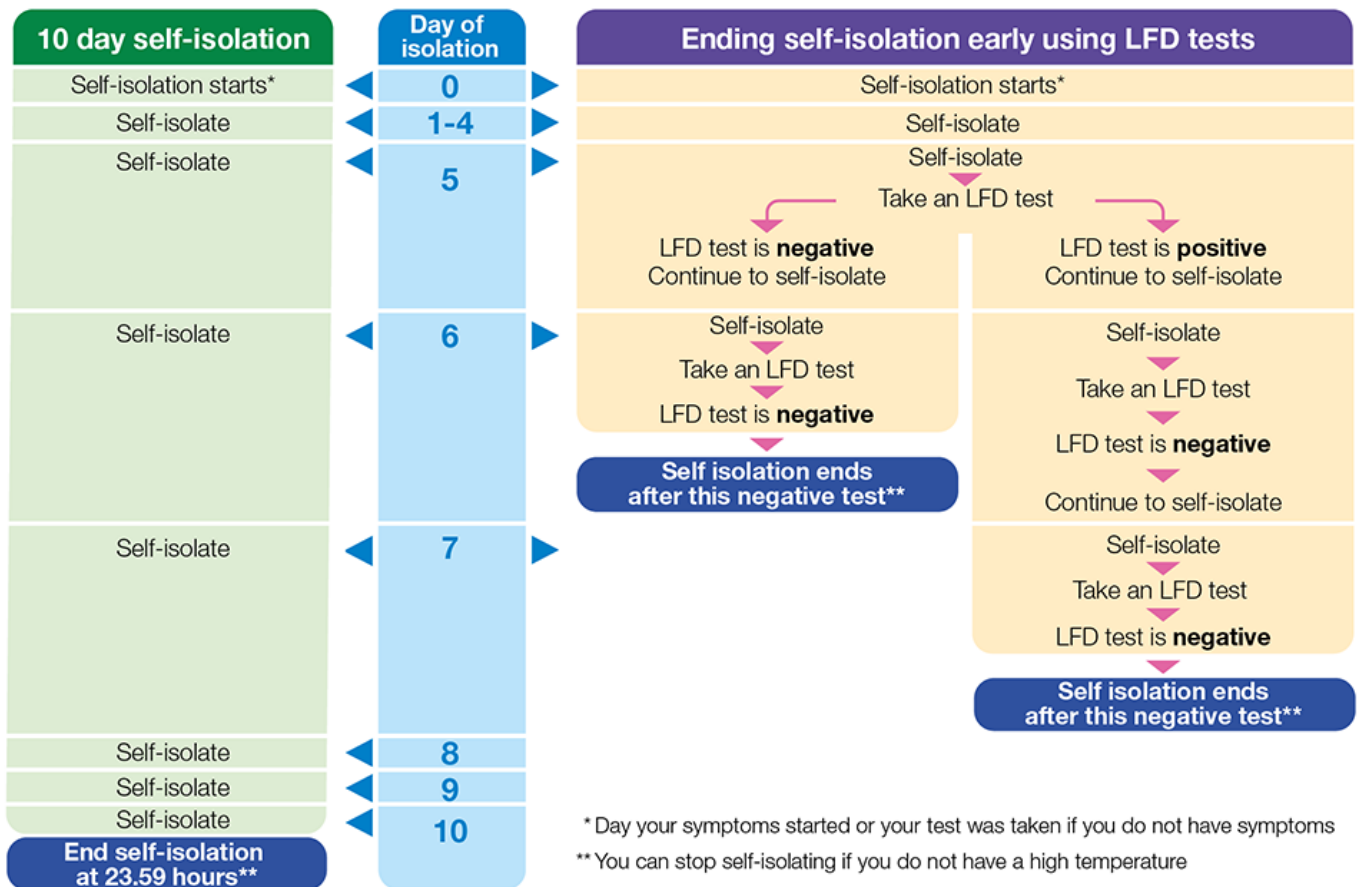 10 day self-isolation
Day of
isolation
Ending self-isolation early using LFD tests
Self-isolation starts*
0
Self-isolation starts*
Self-isolate
1-4
Self-isolate
Self-isolate
5
Self-isolate
Take an LFD test
LFD test is negative
Continue to self-isolate
LFD test is positive
Continue to self-isolate
Self-isolate
6
Self-isolate
Take an LFD test
LFD test is negative
Self isolation ends
after this negative test**
Self-isolate
Take an LFD test
LFD test is negative
Continue to self-isolate
Self-isolate
7
Self-isolate
Take an LFD test
LFD test is negative
Self isolation ends
after this negative test**
Self-isolate
8
Self-isolate
9
Self-isolate
10
End self-isolation
at 23.59 hours**
* Day your symptoms started or your test was taken if you do not have symptoms
** You can stop self-isolating if you do not have a high temperature